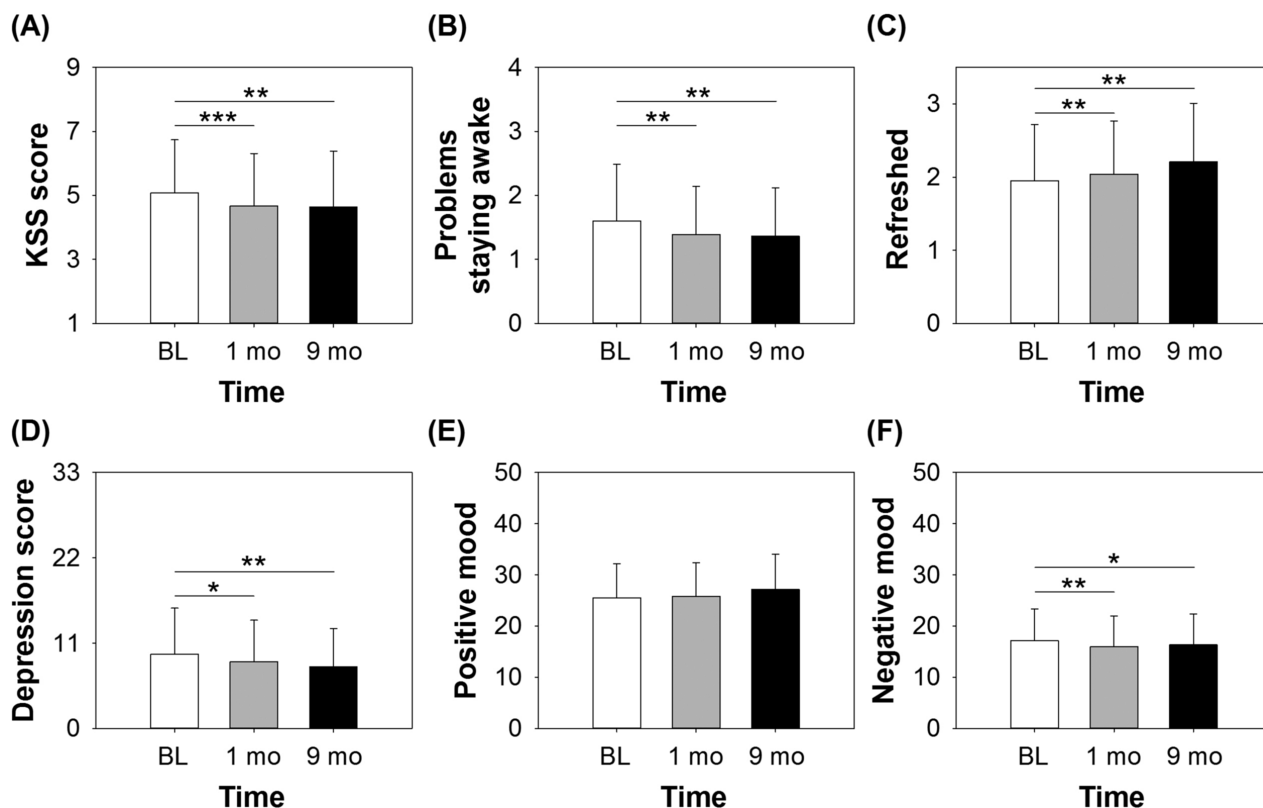 (A)
KSS score
9
7
5
3
1
**
***
BL 1 mo 9 mo
Time
(B)
Problems
staying awake
4
3
2
1
0
**
**
BL 1 mo 9 mo
Time
(C)
Refreshed
3
2
1
0
**
**
BL 1 mo 9 mo
Time
(D)
Depression score
33
22
11
0
**
*
BL 1 mo 9 mo
Time
(E)
Positive mood
50
40
30
20
10
0
BL 1 mo 9 mo
Time
(F)
Negative mood
50
40
30
20
10
0
*
**
BL 1 mo 9 mo
Time